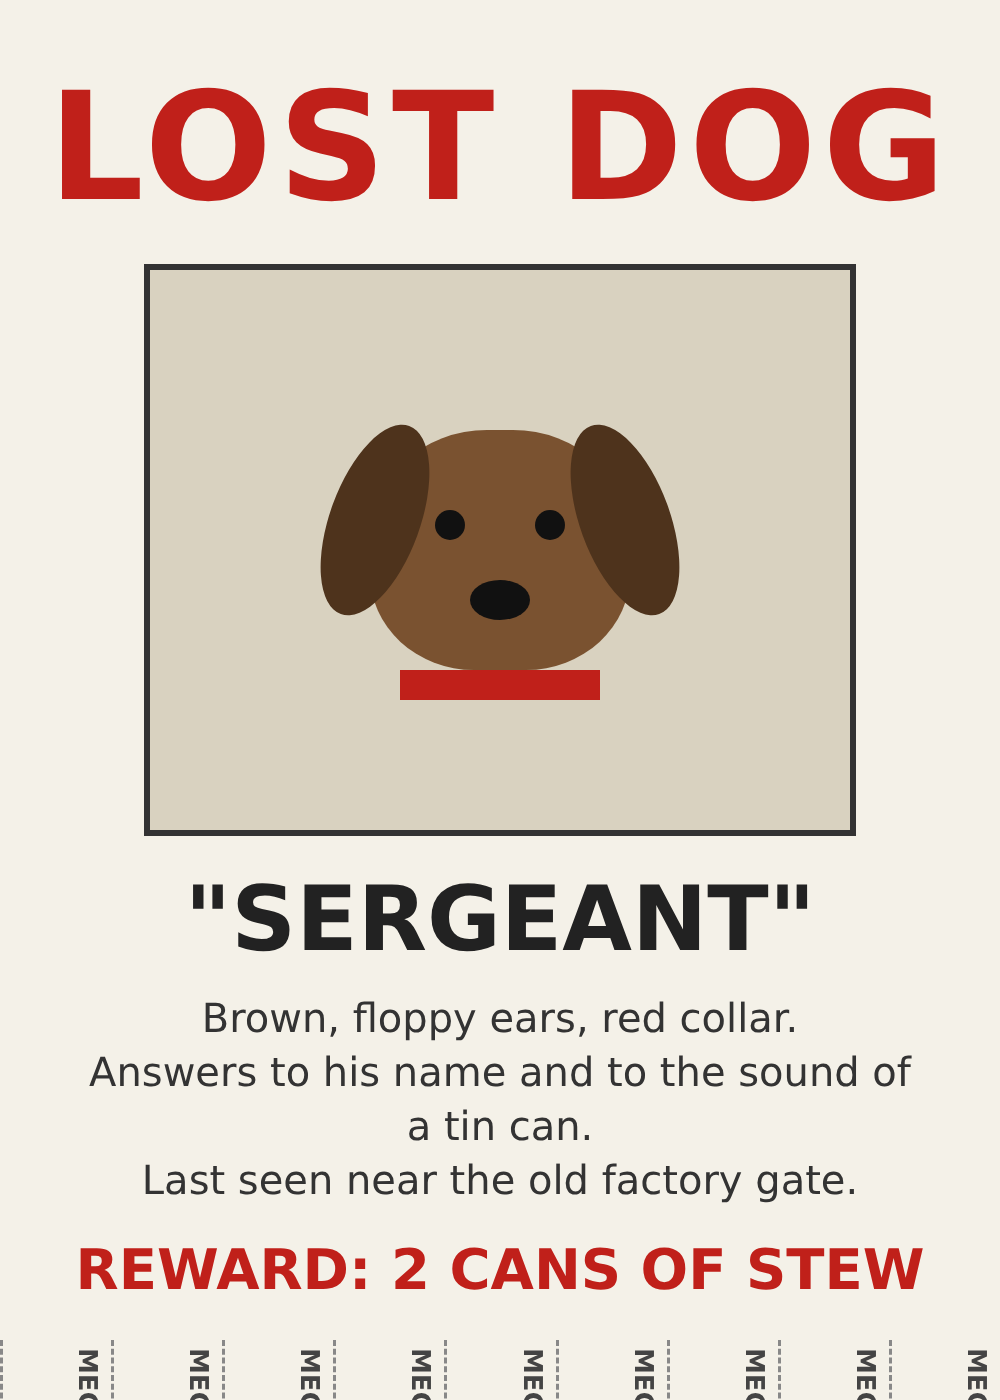 LOST DOG
"SERGEANT"
Brown, floppy ears, red collar.
Answers to his name and to the sound of
a tin can.
Last seen near the old factory gate.
REWARD: 2 CANS OF STEW